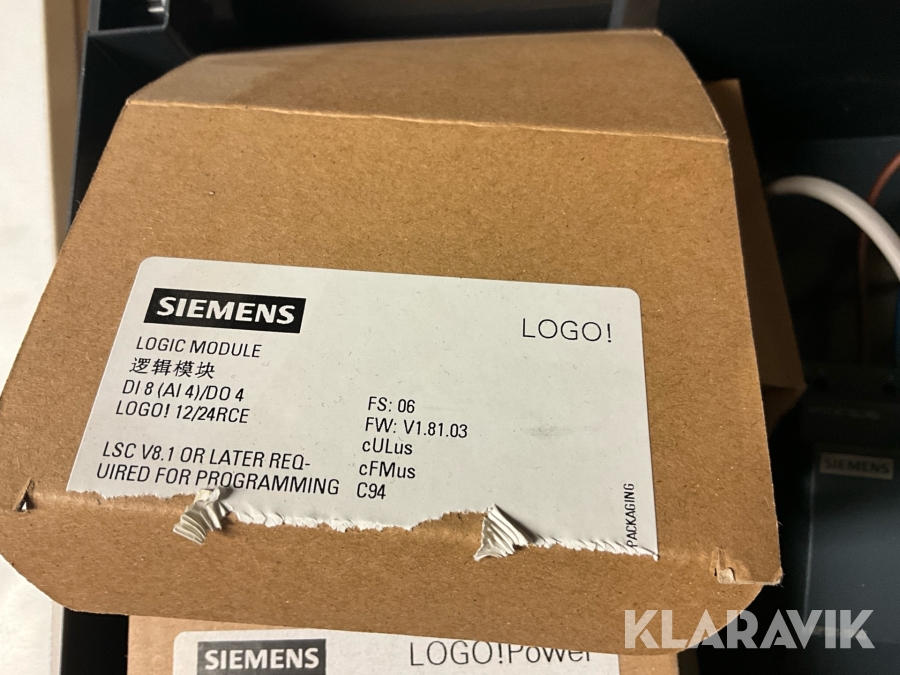 SIEMENS
LOGO!
LOGIC MODULE
逻辑模块
DI 8 (AI 4)/DO 4
LOGO! 12/24RCE
FS: 06
FW: V1.81.03
cULus
cFMus
C94
LSC V8.1 OR LATER REQ-
UIRED FOR PROGRAMMING
PACKAGING
SIEMENS
KLARAVIK
SIEMENS
LOGO!Power